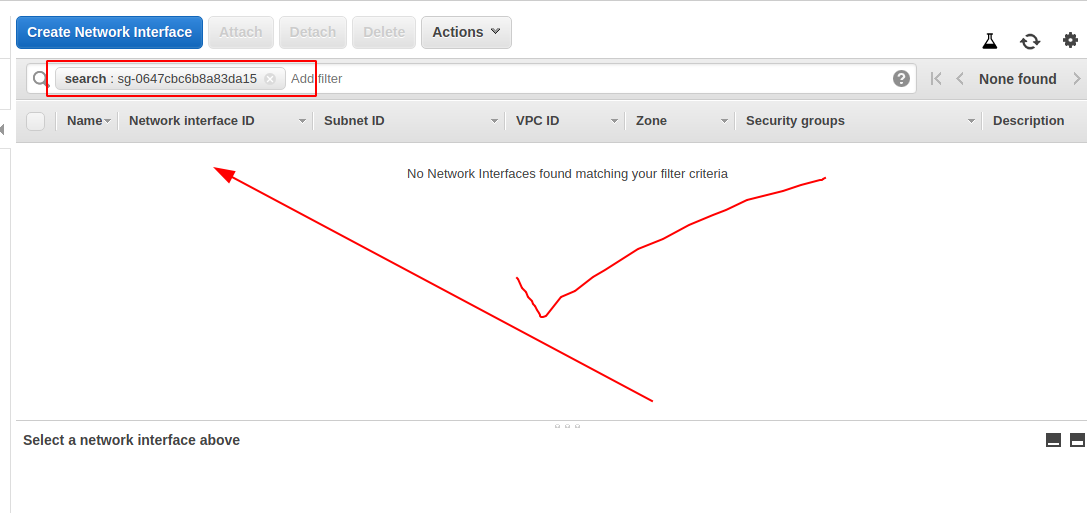 Create Network Interface Attach Detach Delete Actions
search : sg-0647cbc6b8a83da15 Add filter ? None found
Name Network interface ID Subnet ID VPC ID Zone Security groups Description
No Network Interfaces found matching your filter criteria
Select a network interface above